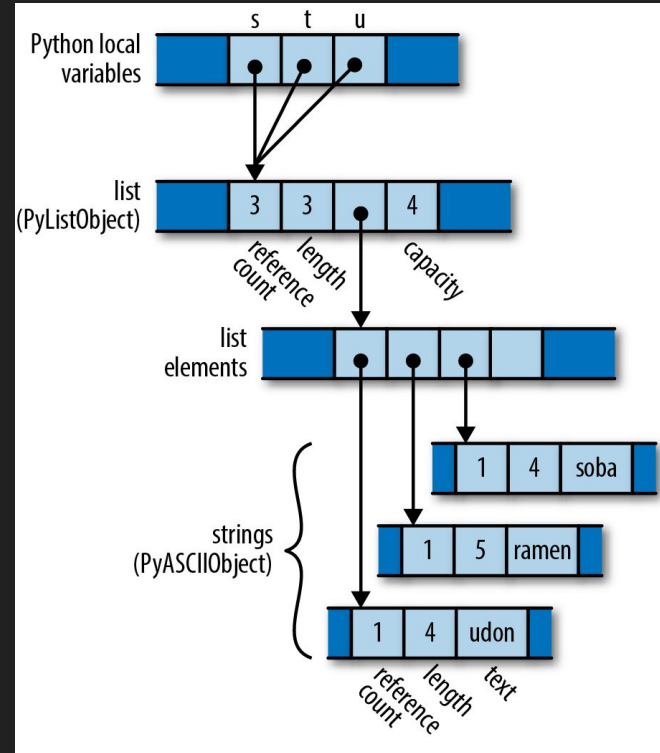 s t u
Python local
variables
list
(PyListObject)
3 3 4
reference
count
length
capacity
list
elements
1 4 soba
strings
(PyASCIIObject)
1 5 ramen
1 4 udon
reference
count
length
text